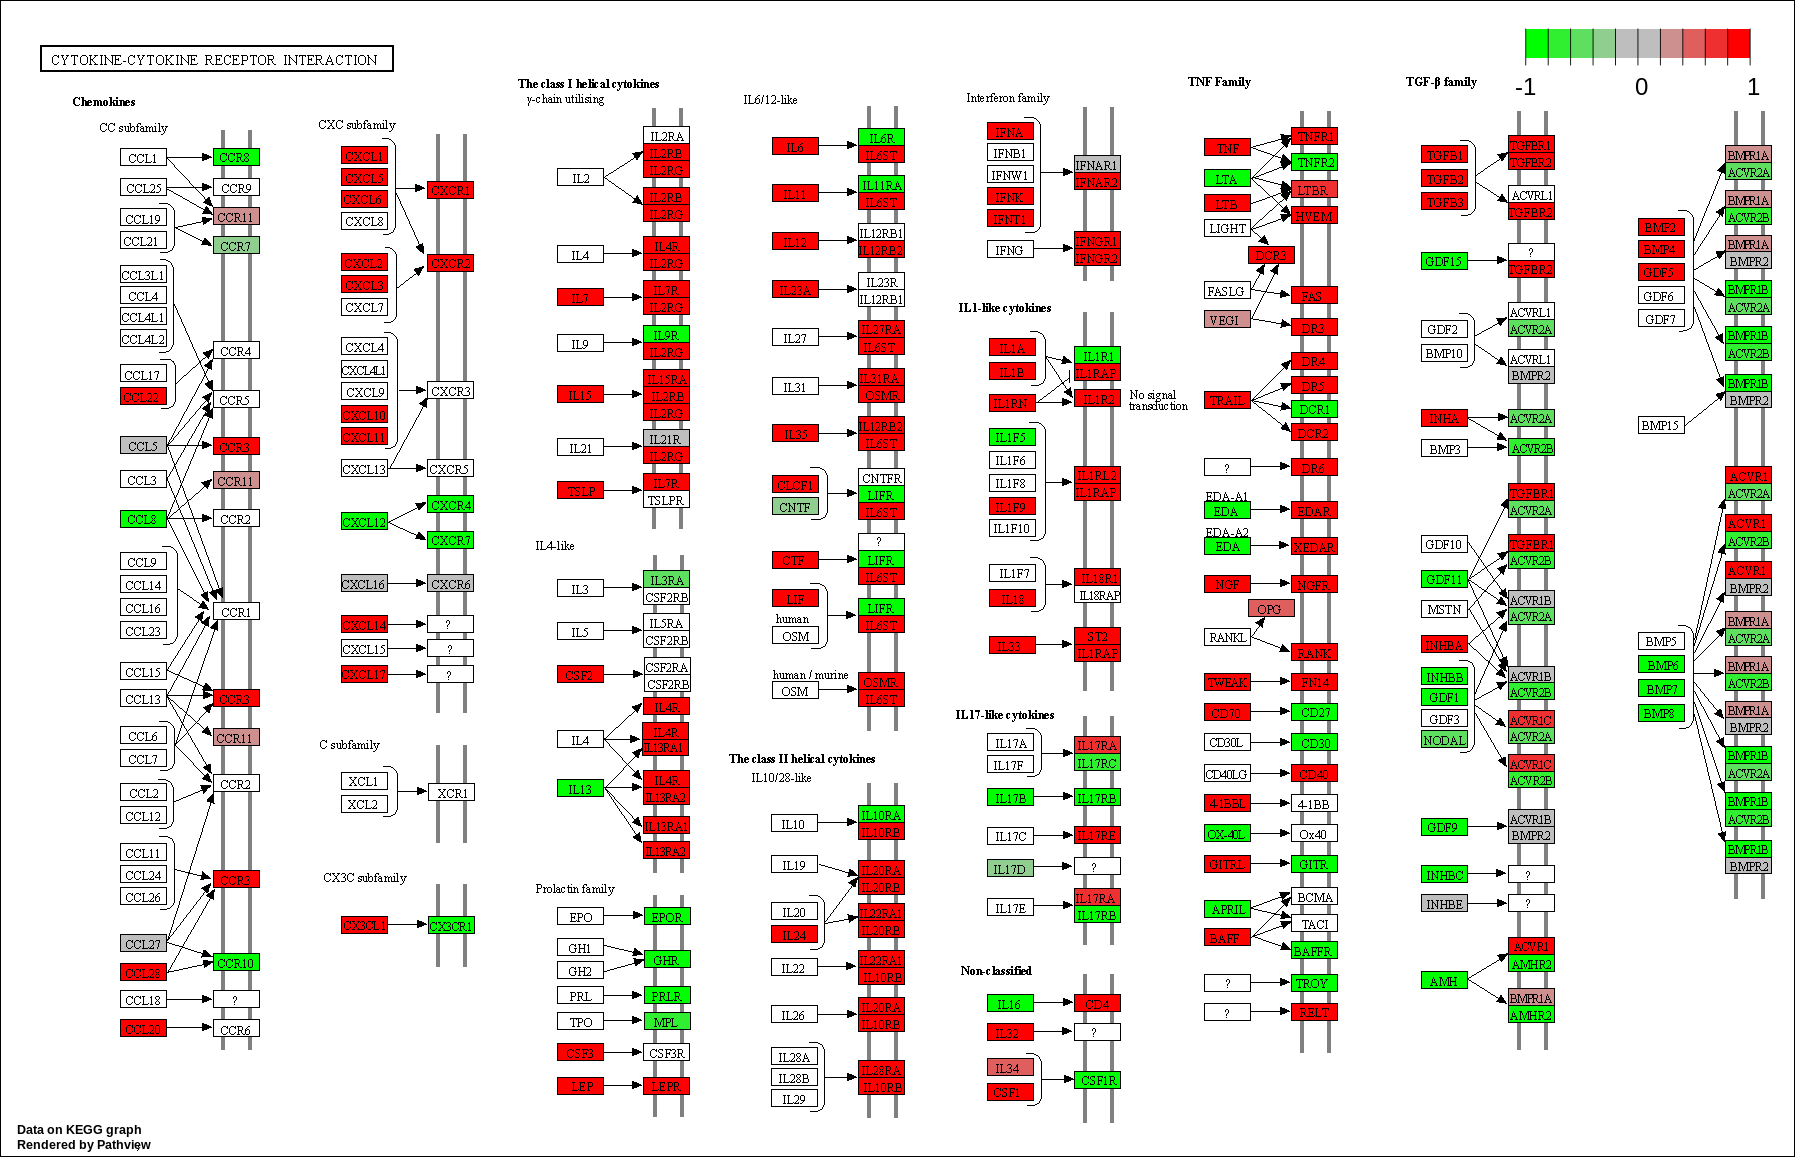 CYTOKINE-CYTOKINE RECEPTOR INTERACTION
-1
0
1
Chemokines
CC subfamily
CCL1
CCR8
CCL25
CCR9
CCL19
CCR11
CCL21
CCR7
CCL3L1
CCL4
CCL4L1
CCL4L2
CCR4
CCL17
CCL22
CCR5
CCL5
CCR3
CCL3
CCR11
CCL8
CCR2
CCL9
CCL14
CCL16
CCL23
CCR1
CCL15
CCL13
CCR3
CCL6
CCR11
CCL7
CCR2
CCL2
CCL12
CCL11
CCL24
CCL26
CCR3
CCL27
CCL28
CCR10
CCL18
?
CCL20
CCR6
CXC subfamily
CXCL1
CXCL5
CXCL6
CXCL8
CXCR1
CXCL2
CXCL3
CXCL7
CXCR2
CXCL4
CXCL4L1
CXCL9
CXCL10
CXCL11
CXCR3
CXCL13
CXCR5
CXCL12
CXCR4
CXCR7
CXCL16
CXCR6
CXCL14
?
CXCL15
?
CXCL17
?
C subfamily
XCL1
XCL2
XCR1
CX3C subfamily
CX3CL1
CX3CR1
The class I helical cytokines
γ-chain utilising
IL2
IL2RA
IL2RB
IL2RG
IL2RB
IL2RG
IL4
IL4R
IL2RG
IL7
IL7R
IL2RG
IL9
IL9R
IL2RG
IL15
IL15RA
IL2RB
IL2RG
IL21
IL21R
IL2RG
TSLP
IL7R
TSLPR
IL4-like
IL3
IL3RA
CSF2RB
IL5
IL5RA
CSF2RB
CSF2
CSF2RA
CSF2RB
IL4
IL4R
IL4R
IL13RA1
IL13
IL4R
IL13RA2
IL13RA1
IL13RA2
Prolactin family
EPO
EPOR
GH1
GH2
GHR
PRL
PRLR
TPO
MPL
CSF3
CSF3R
LEP
LEPR
IL6/12-like
IL6
IL6R
IL6ST
IL11
IL11RA
IL6ST
IL12
IL12RB1
IL12RB2
IL23A
IL23R
IL12RB1
IL27
IL27RA
IL6ST
IL31
IL31RA
OSMR
IL35
IL12RB2
IL6ST
CLCF1
CNTF
CNTFR
LIFR
IL6ST
CTF
?
LIFR
IL6ST
LIF
human
OSM
LIFR
IL6ST
human / murine
OSM
OSMR
IL6ST
The class II helical cytokines
IL10/28-like
IL10
IL10RA
IL10RB
IL19
IL20RA
IL20RB
IL20
IL24
IL22RA1
IL20RB
IL22
IL22RA1
IL10RB
IL26
IL20RA
IL10RB
IL28A
IL28B
IL29
IL28RA
IL10RB
Interferon family
IFNA
IFNB1
IFNW1
IFNK
IFNT1
IFNAR1
IFNAR2
IFNG
IFNGR1
IFNGR2
IL1-like cytokines
IL1A
IL1B
IL1RN
IL1R1
IL1RAP
IL1R2
No signal
transduction
IL1F5
IL1F6
IL1F8
IL1F9
IL1F10
IL1RL2
IL1RAP
IL1F7
IL18
IL18R1
IL18RAP
IL33
ST2
IL1RAP
IL17-like cytokines
IL17A
IL17F
IL17RA
IL17RC
IL17B
IL17RB
IL17C
IL17RE
IL17D
?
IL17E
IL17RA
IL17RB
Non-classified
IL16
CD4
IL32
?
IL34
CSF1
CSF1R
TNF Family
TNF
TNFR1
LTA
TNFR2
LTB
LTBR
LIGHT
HVEM
DCR3
FASLG
FAS
VEGI
DR3
TRAIL
DR4
DR5
DCR1
DCR2
?
DR6
EDA-A1
EDA
EDAR
EDA-A2
EDA
XEDAR
NGF
NGFR
OPG
RANKL
RANK
TWEAK
FN14
CD70
CD27
CD30L
CD30
CD40LG
CD40
4-1BBL
4-1BB
OX-40L
Ox40
GITRL
GITR
APRIL
BCMA
TACI
BAFF
BAFFR
?
TROY
?
RELT
TGF-β family
TGFB1
TGFB2
TGFB3
TGFBR1
TGFBR2
ACVRL1
TGFBR2
GDF15
?
TGFBR2
GDF2
BMP10
ACVRL1
ACVR2A
ACVRL1
BMPR2
INHA
ACVR2A
BMP3
ACVR2B
TGFBR1
ACVR2A
GDF10
GDF11
MSTN
INHBA
TGFBR1
ACVR2B
ACVR1B
ACVR2A
INHBB
GDF1
GDF3
NODAL
ACVR1B
ACVR2B
ACVR1C
ACVR2A
ACVR1C
ACVR2B
GDF9
ACVR1B
BMPR2
INHBC
?
INHBE
?
AMH
ACVR1
AMHR2
BMPR1A
AMHR2
BMP2
BMP4
GDF5
GDF6
GDF7
BMP15
BMPR1A
ACVR2A
BMPR1A
ACVR2B
BMPR1A
BMPR2
BMPR1B
ACVR2A
BMPR1B
ACVR2B
BMPR1B
BMPR2
BMP5
BMP6
BMP7
BMP8
ACVR1
ACVR2A
ACVR1
ACVR2B
ACVR1
BMPR2
BMPR1A
ACVR2A
BMPR1A
ACVR2B
BMPR1A
BMPR2
BMPR1B
ACVR2A
BMPR1B
ACVR2B
BMPR1B
BMPR2
Data on KEGG graph
Rendered by Pathview